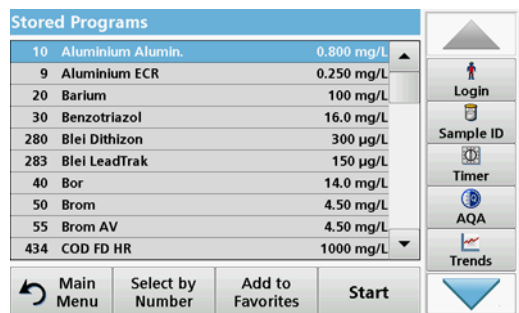 Stored Programs
10 Aluminium Alumin. 0.800 mg/L
9 Aluminium ECR 0.250 mg/L
20 Barium 100 mg/L
30 Benzotriazol 16.0 mg/L
280 Blei Dithizon 300 µg/L
283 Blei LeadTrak 150 µg/L
40 Bor 14.0 mg/L
50 Brom 4.50 mg/L
55 Brom AV 4.50 mg/L
434 COD FD HR 1000 mg/L
Main Menu
Select by Number
Add to Favorites
Start
Login
Sample ID
Timer
AQA
Trends